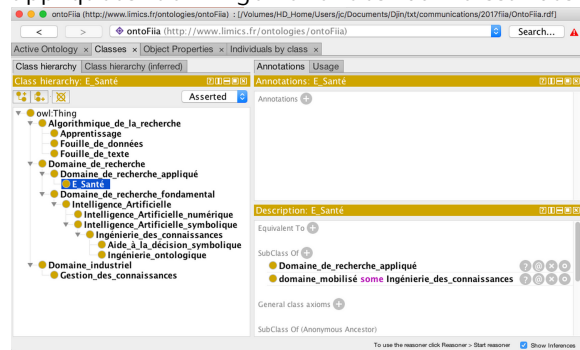 ontoFiia (http://www.limics.fr/ontologies/ontoFiia) : [/Volumes/HD_Home/Users/jc/Documents/Djin/txt/communications/2017fiia/OntoFiia.rdf]
< > ontoFiia (http://www.limics.fr/ontologies/ontoFiia) Search...
Active Ontology × Classes × Object Properties × Individuals by class ×
Class hierarchy Class hierarchy (inferred)
Class hierarchy: E_Santé
Asserted
owl:Thing
Algorithmique_de_la_recherche
Apprentissage
Fouille_de_données
Fouille_de_texte
Domaine_de_recherche
Domaine_de_recherche_appliqué
E_Santé
Domaine_de_recherche_fondamental
Intelligence_Artificielle
Intelligence_Artificielle_numérique
Intelligence_Artificielle_symbolique
Ingénierie_des_connaissances
Aide_à_la_décision_symbolique
Ingénierie_ontologique
Domaine_industriel
Gestion_des_connaissances
Annotations Usage
Annotations: E_Santé
Annotations
Description: E_Santé
Equivalent To
SubClass Of
Domaine_de_recherche_appliqué
domaine_mobilisé some Ingénierie_des_connaissances
General class axioms
SubClass Of (Anonymous Ancestor)
To use the reasoner click Reasoner > Start reasoner Show Inferences